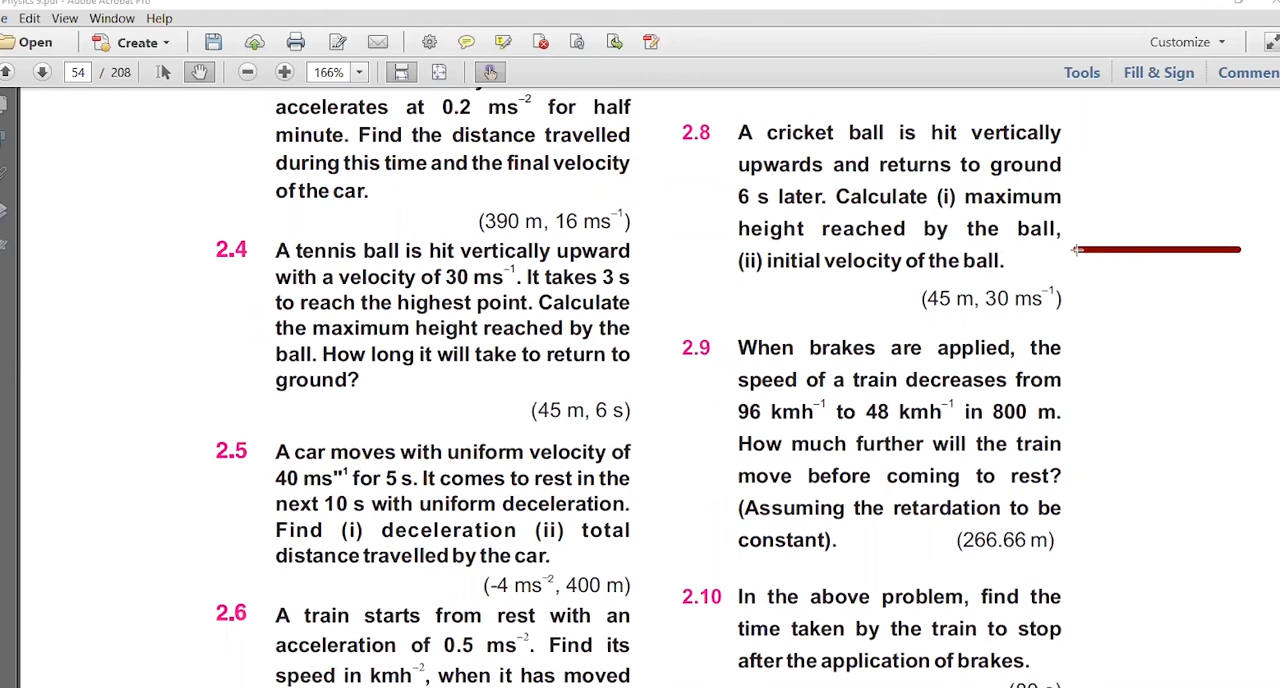 Physics 9.pdf - Adobe Acrobat Pro
e Edit View Window Help
Open Create Customize
54 / 208 166% Tools Fill & Sign Commen
accelerates at 0.2 ms⁻² for half
minute. Find the distance travelled
during this time and the final velocity
of the car.
(390 m, 16 ms⁻¹)
2.4 A tennis ball is hit vertically upward
with a velocity of 30 ms⁻¹. It takes 3 s
to reach the highest point. Calculate
the maximum height reached by the
ball. How long it will take to return to
ground?
(45 m, 6 s)
2.5 A car moves with uniform velocity of
40 ms"¹ for 5 s. It comes to rest in the
next 10 s with uniform deceleration.
Find (i) deceleration (ii) total
distance travelled by the car.
(-4 ms⁻², 400 m)
2.6 A train starts from rest with an
acceleration of 0.5 ms⁻². Find its
speed in kmh⁻², when it has moved
2.8 A cricket ball is hit vertically
upwards and returns to ground
6 s later. Calculate (i) maximum
height reached by the ball,
(ii) initial velocity of the ball.
(45 m, 30 ms⁻¹)
2.9 When brakes are applied, the
speed of a train decreases from
96 kmh⁻¹ to 48 kmh⁻¹ in 800 m.
How much further will the train
move before coming to rest?
(Assuming the retardation to be
constant). (266.66 m)
2.10 In the above problem, find the
time taken by the train to stop
after the application of brakes.